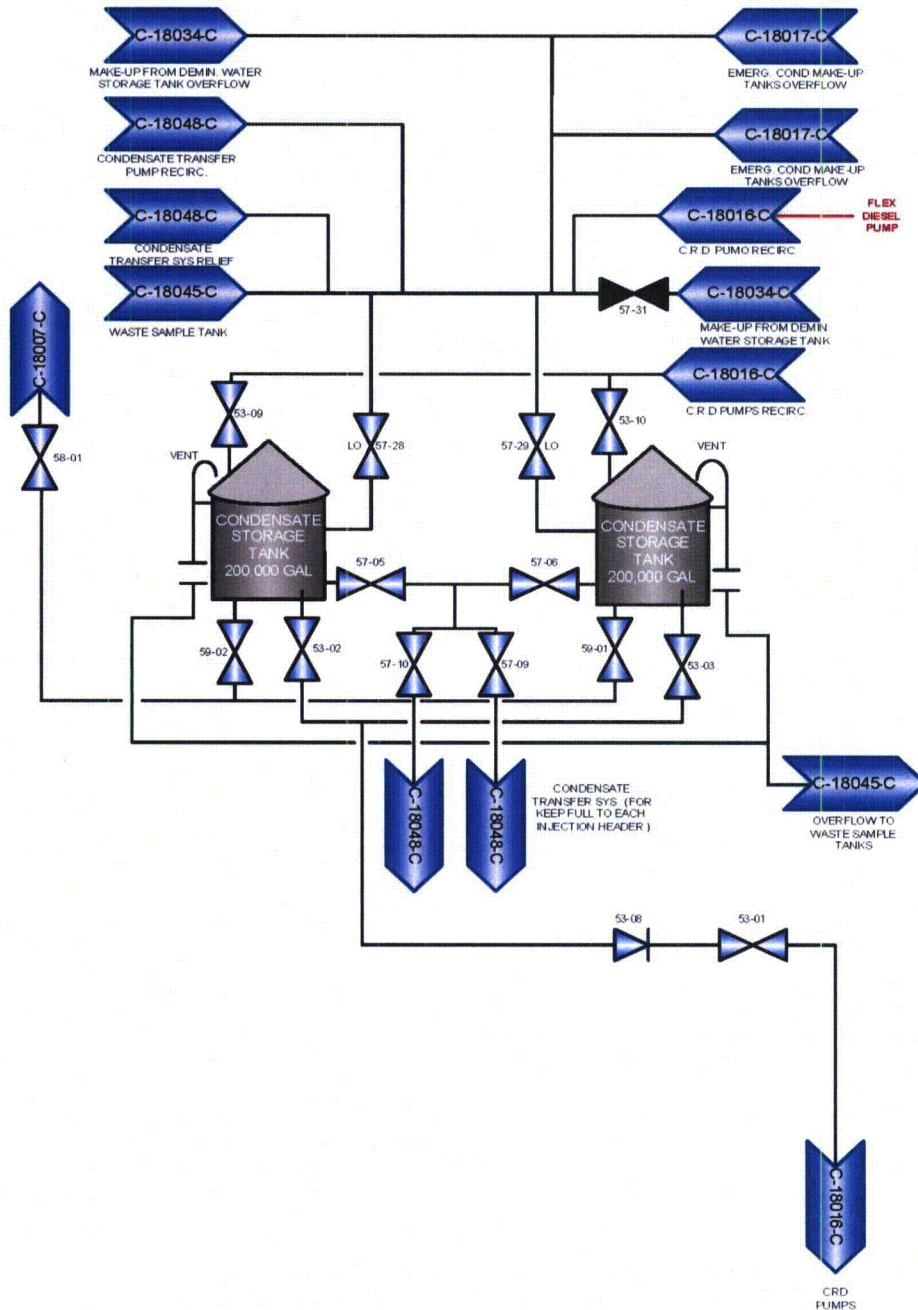 C-18034-C
MAKE-UP FROM DEMIN. WATER
STORAGE TANK OVERFLOW
C-18017-C
EMERG. COND MAKE-UP
TANKS OVERFLOW
C-18048-C
CONDENSATE TRANSFER
PUMP RECIRC.
C-18017-C
EMERG. COND MAKE-UP
TANKS OVERFLOW
C-18048-C
CONDENSATE
TRANSFER SYS RELIEF
C-18016-C
C.R.D. PUMO RECIRC
FLEX
DIESEL
PUMP
C-18045-C
WASTE SAMPLE TANK
57-31
C-18034-C
MAKE-UP FROM DEMIN
WATER STORAGE TANK
C-18007-C
58-01
C-18016-C
C.R.D PUMPS RECIRC
53-09
53-10
LO
57-28
57-29
LO
VENT
VENT
CONDENSATE
STORAGE
TANK
200,000 GAL
CONDENSATE
STORAGE
TANK
200,000 GAL
57-05
57-06
59-02
53-02
57-10
57-09
59-01
53-03
C-18048-C
C-18048-C
CONDENSATE
TRANSFER SYS (FOR
KEEP FULL TO EACH
INJECTION HEADER )
C-18045-C
OVERFLOW TO
WASTE SAMPLE
TANKS
53-08
53-01
C-18016-C
CRD
PUMPS